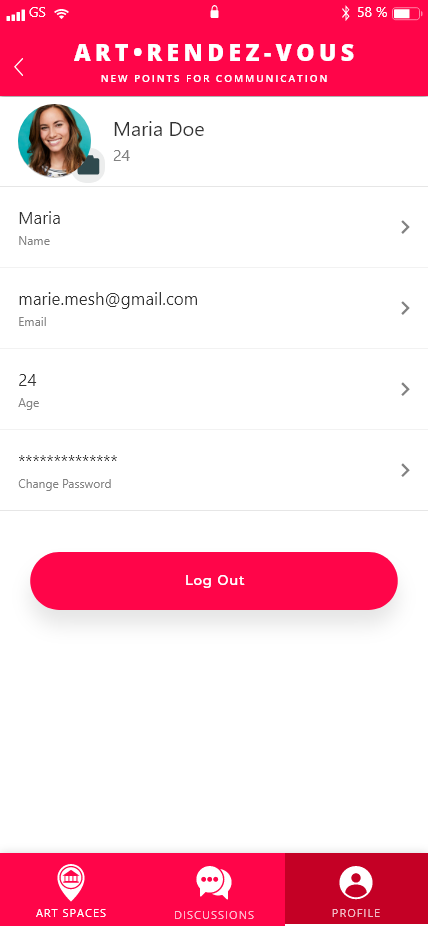 GS
58 %
ART•RENDEZ-VOUS
NEW POINTS FOR COMMUNICATION
Maria Doe
24
Maria
Name
marie.mesh@gmail.com
Email
24
Age
**************
Change Password
Log Out
ART SPACES
DISCUSSIONS
PROFILE